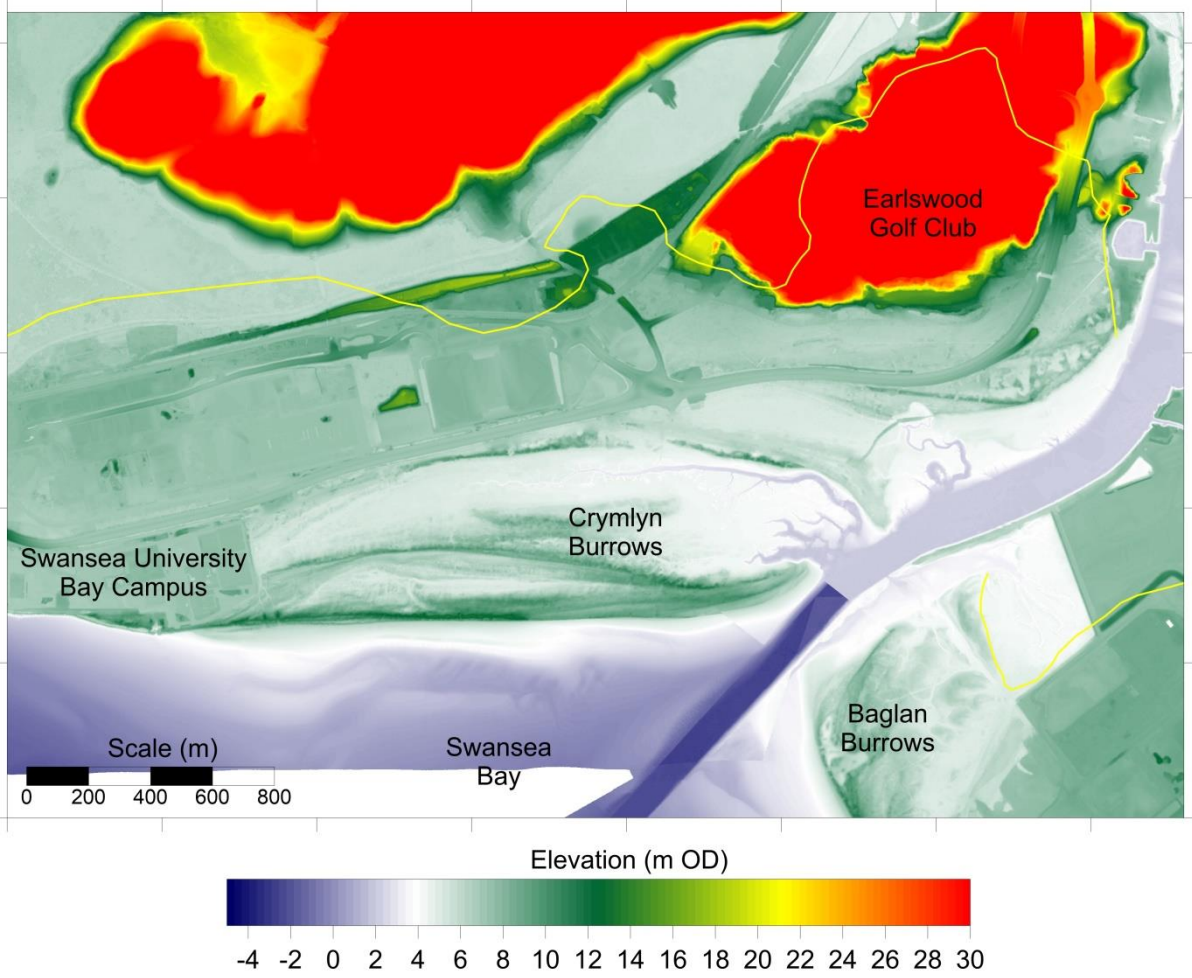 Earlswood
Golf Club
Crymlyn
Burrows
Swansea University
Bay Campus
Baglan
Burrows
Scale (m)
Swansea
Bay
0 200 400 600 800
Elevation (m OD)
-4 -2 0 2 4 6 8 10 12 14 16 18 20 22 24 26 28 30